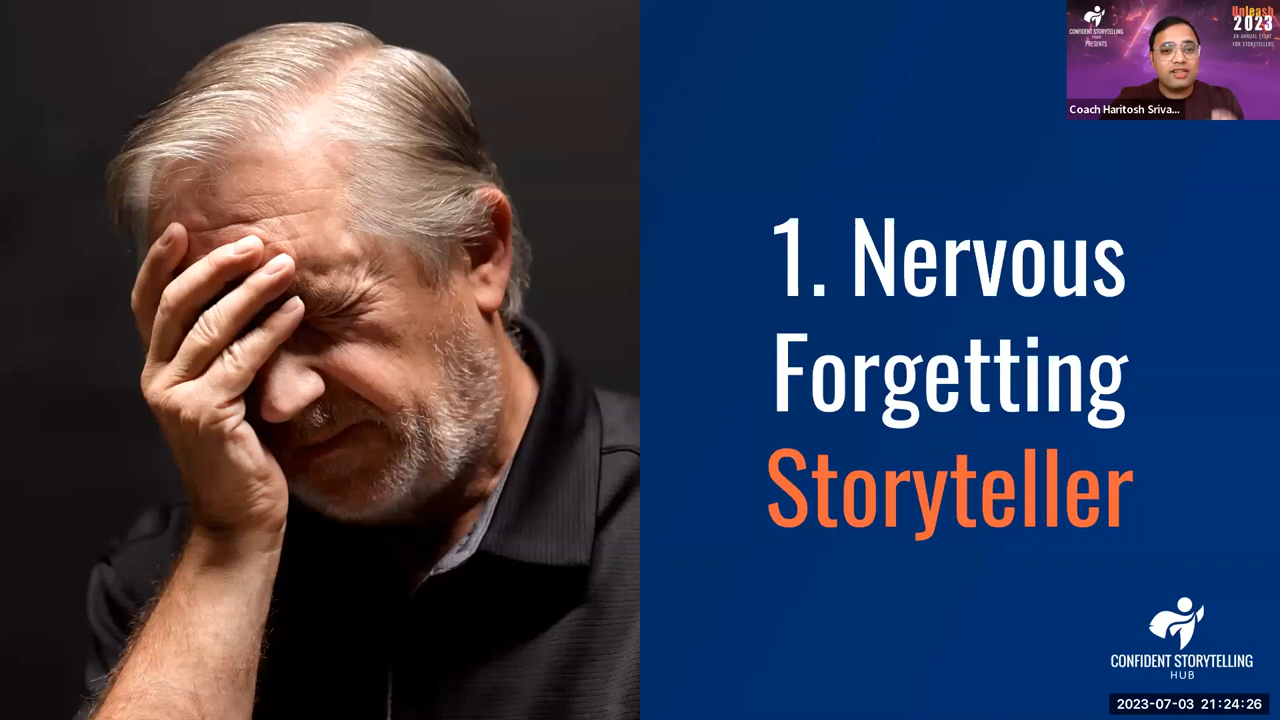 1. Nervous
Forgetting
Storyteller
CONFIDENT STORYTELLING
HUB
PRESENTS
Unleash
2023
AN ANNUAL EVENT
FOR STORYTELLERS
Coach Haritosh Sriva...
CONFIDENT STORYTELLING
HUB
2023-07-03 21:24:26